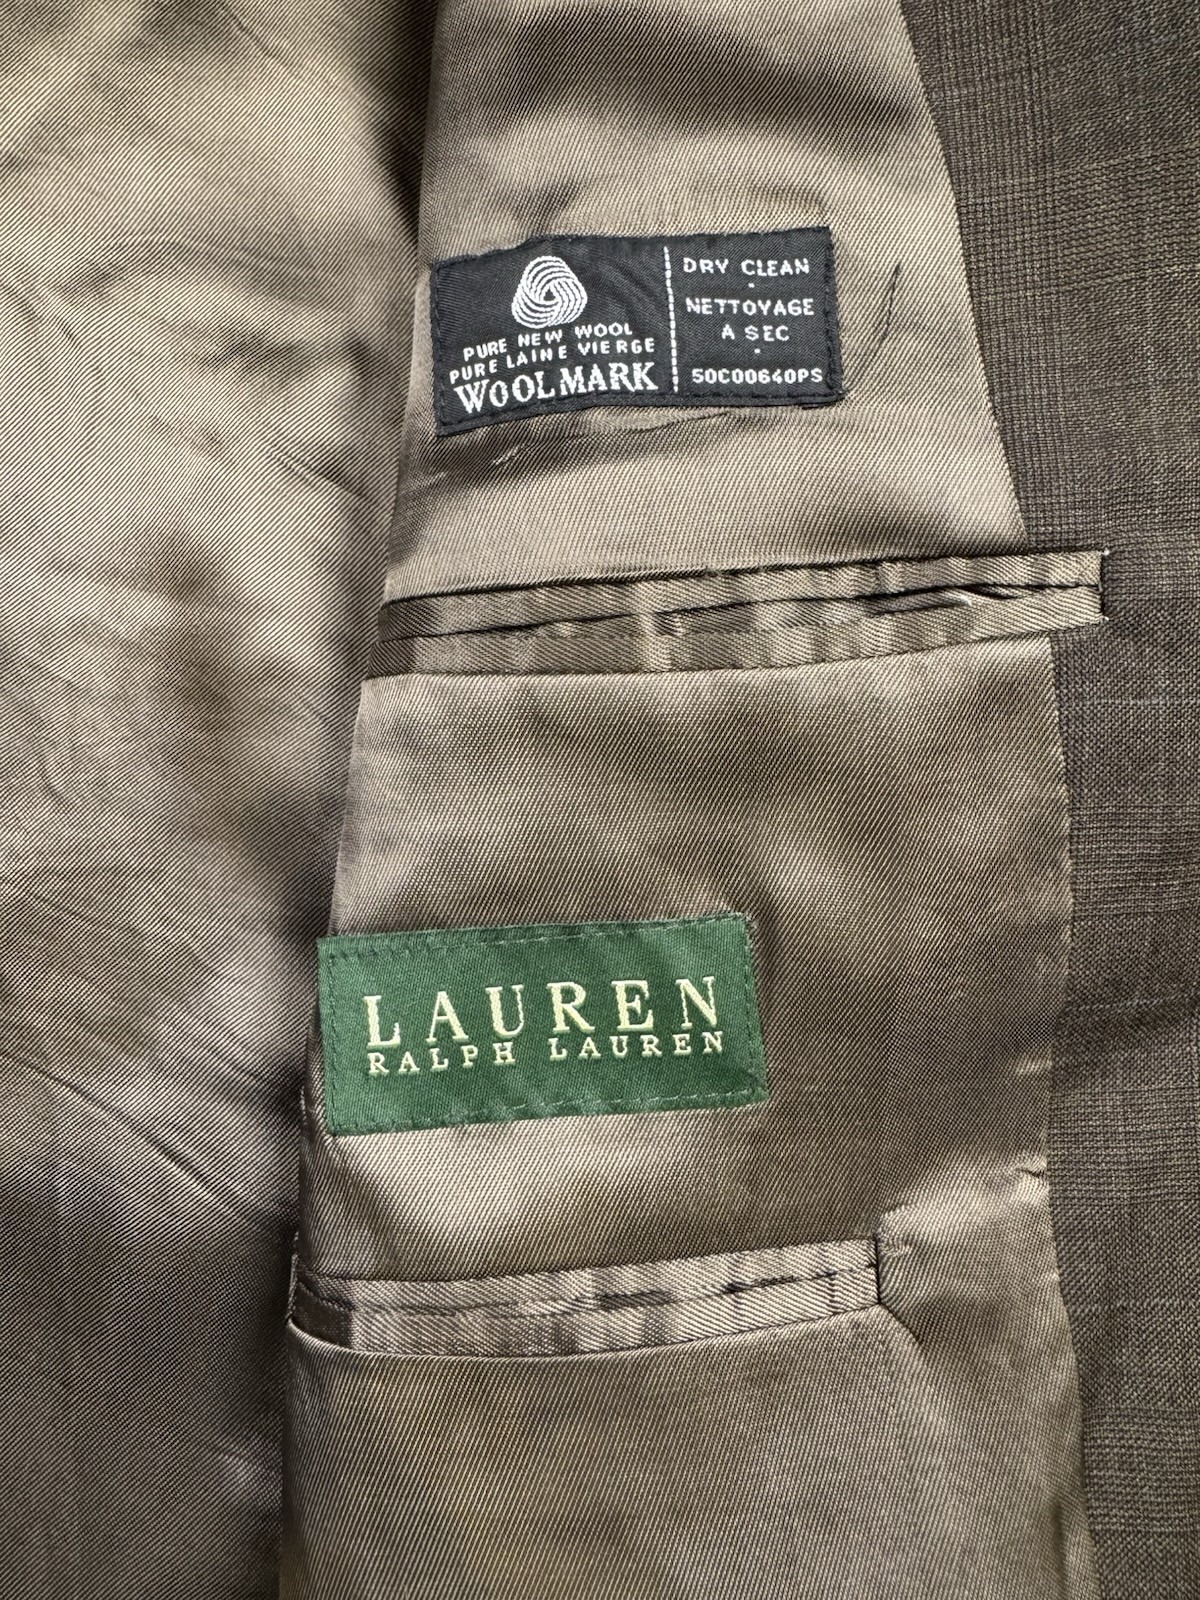 PURE NEW WOOL
PURE LAINE VIERGE
WOOLMARK
DRY CLEAN
NETTOYAGE
A SEC
50C00640PS
LAUREN
RALPH LAUREN